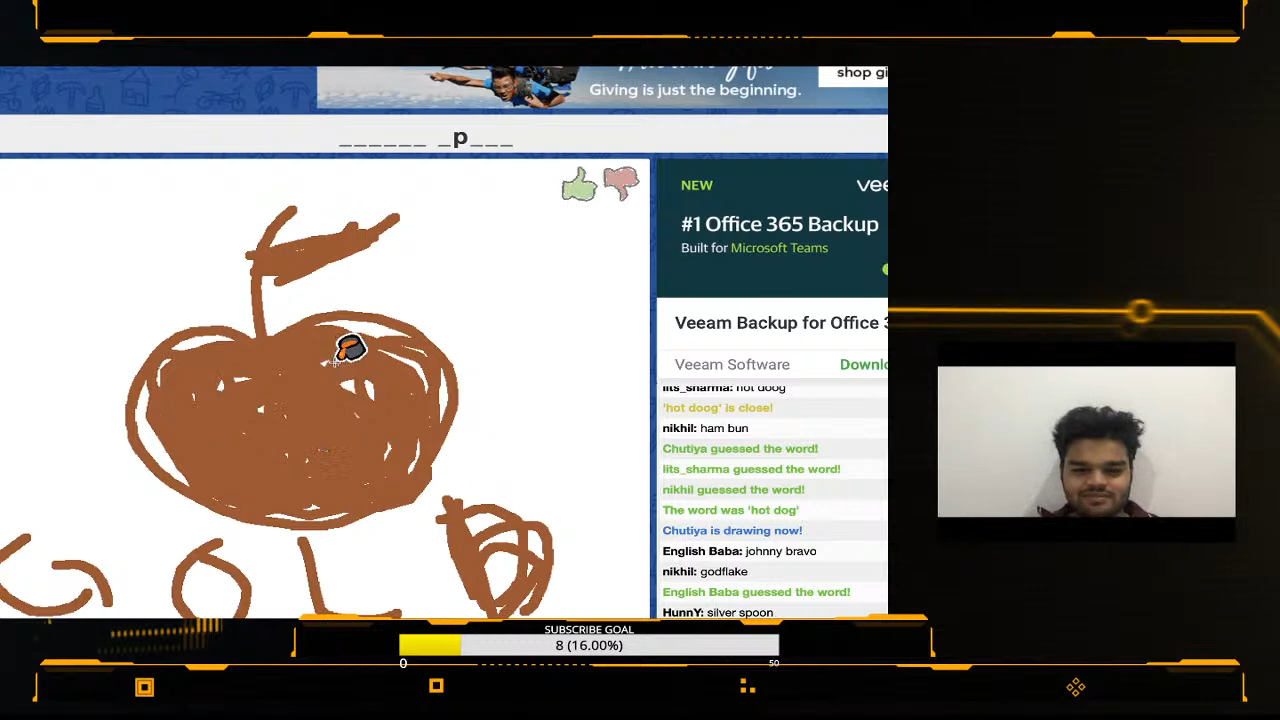 Giving is just the beginning.
shop gi
______ _p___
NEW
vee
#1 Office 365 Backup
Built for Microsoft Teams
Veeam Backup for Office 3
Veeam Software
Downlo
lits_sharma: hot doog
'hot doog' is close!
nikhil: ham bun
Chutiya guessed the word!
lits_sharma guessed the word!
nikhil guessed the word!
The word was 'hot dog'
Chutiya is drawing now!
English Baba: johnny bravo
nikhil: godflake
English Baba guessed the word!
HunnY: silver spoon
GOLD
SUBSCRIBE GOAL
8 (16.00%)
0
50